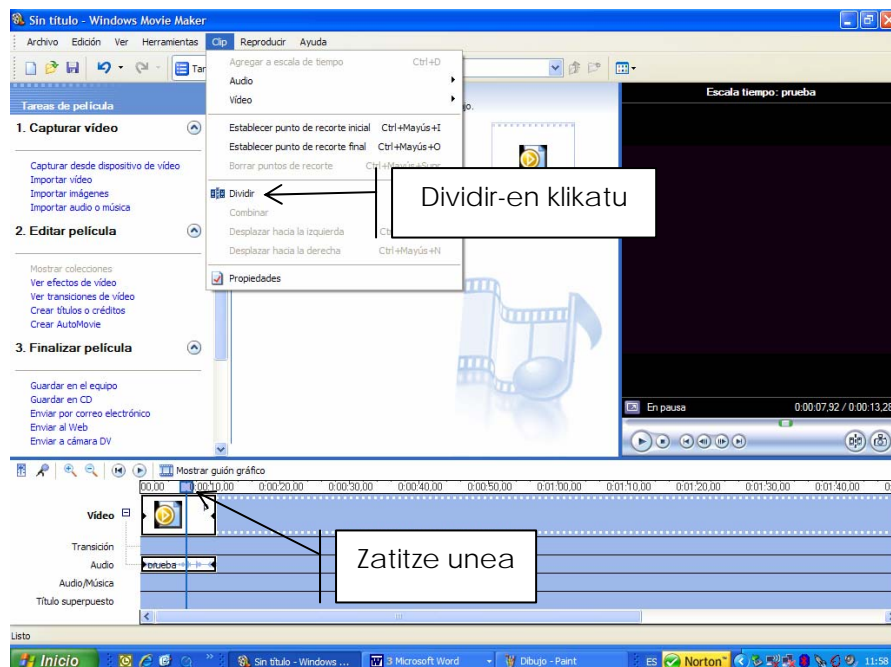 Sin título - Windows Movie Maker
Archivo Edición Ver Herramientas Clip Reproducir Ayuda
Agregar a escala de tiempo Ctrl+D
Audio
Vídeo
Establecer punto de recorte inicial Ctrl+Mayús+I
Establecer punto de recorte final Ctrl+Mayús+O
Borrar puntos de recorte Ctrl+Mayús+Supr
Dividir
Combinar
Desplazar hacia la izquierda
Desplazar hacia la derecha Ctrl+Mayús+N
Propiedades
Dividir-en klikatu
Tareas de película
1. Capturar vídeo
Capturar desde dispositivo de vídeo
Importar vídeo
Importar imágenes
Importar audio o música
2. Editar película
Mostrar colecciones
Ver efectos de vídeo
Ver transiciones de vídeo
Crear títulos o créditos
Crear AutoMovie
3. Finalizar película
Guardar en el equipo
Guardar en CD
Enviar por correo electrónico
Enviar al Web
Enviar a cámara DV
Escala tiempo: prueba
En pausa 0:00:07,92 / 0:00:13,28
Mostrar guión gráfico
00,00 0:00:10,00 0:00:20,00 0:00:30,00 0:00:40,00 0:00:50,00 0:01:00,00 0:01:10,00 0:01:20,00 0:01:30,00 0:01:40,00
Vídeo
Transición
Audio prueba
Audio/Música
Título superpuesto
Zatitze unea
Listo
Inicio Sin título - Windows ... 3 Microsoft Word Dibujo - Paint ES Norton 11:58